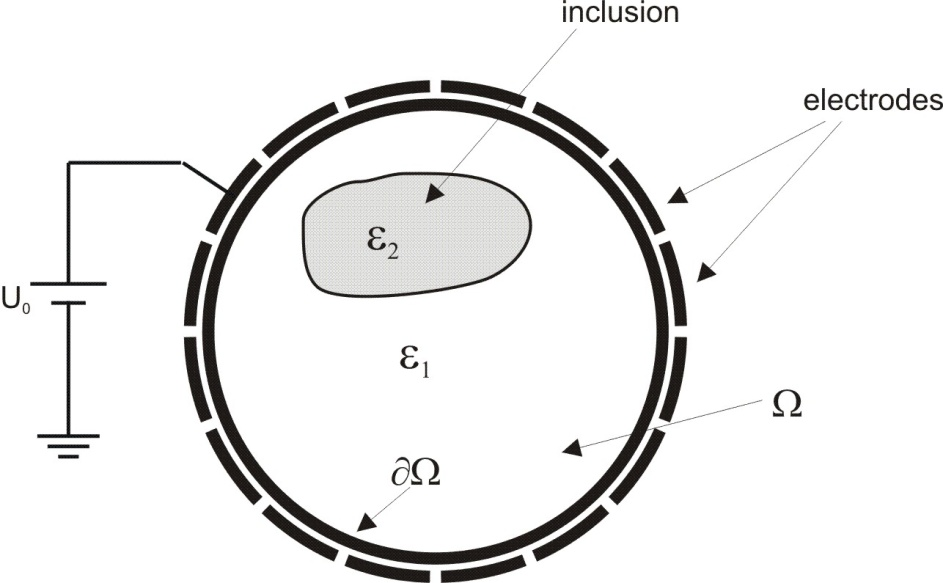 inclusion
electrodes
ε₂
U₀
ε₁
Ω
∂Ω